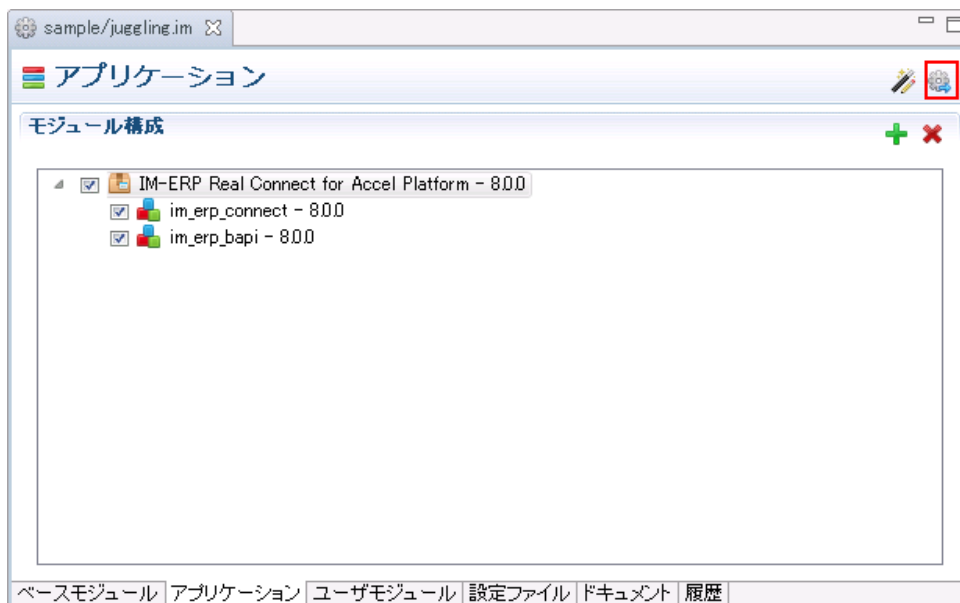 sample/juggling.im
アプリケーション
モジュール構成
IM-ERP Real Connect for Accel Platform - 8.0.0
im_erp_connect - 8.0.0
im_erp_bapi - 8.0.0
ベースモジュール アプリケーション ユーザモジュール 設定ファイル ドキュメント 履歴